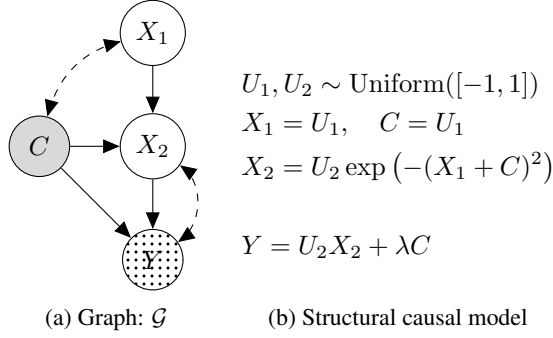 X₁
C
X₂
Y
(a) Graph: 𝒢
U₁, U₂ ∼ Uniform([−1, 1])
X₁ = U₁, C = U₁
X₂ = U₂ exp (−(X₁ + C)²)
Y = U₂X₂ + λC
(b) Structural causal model